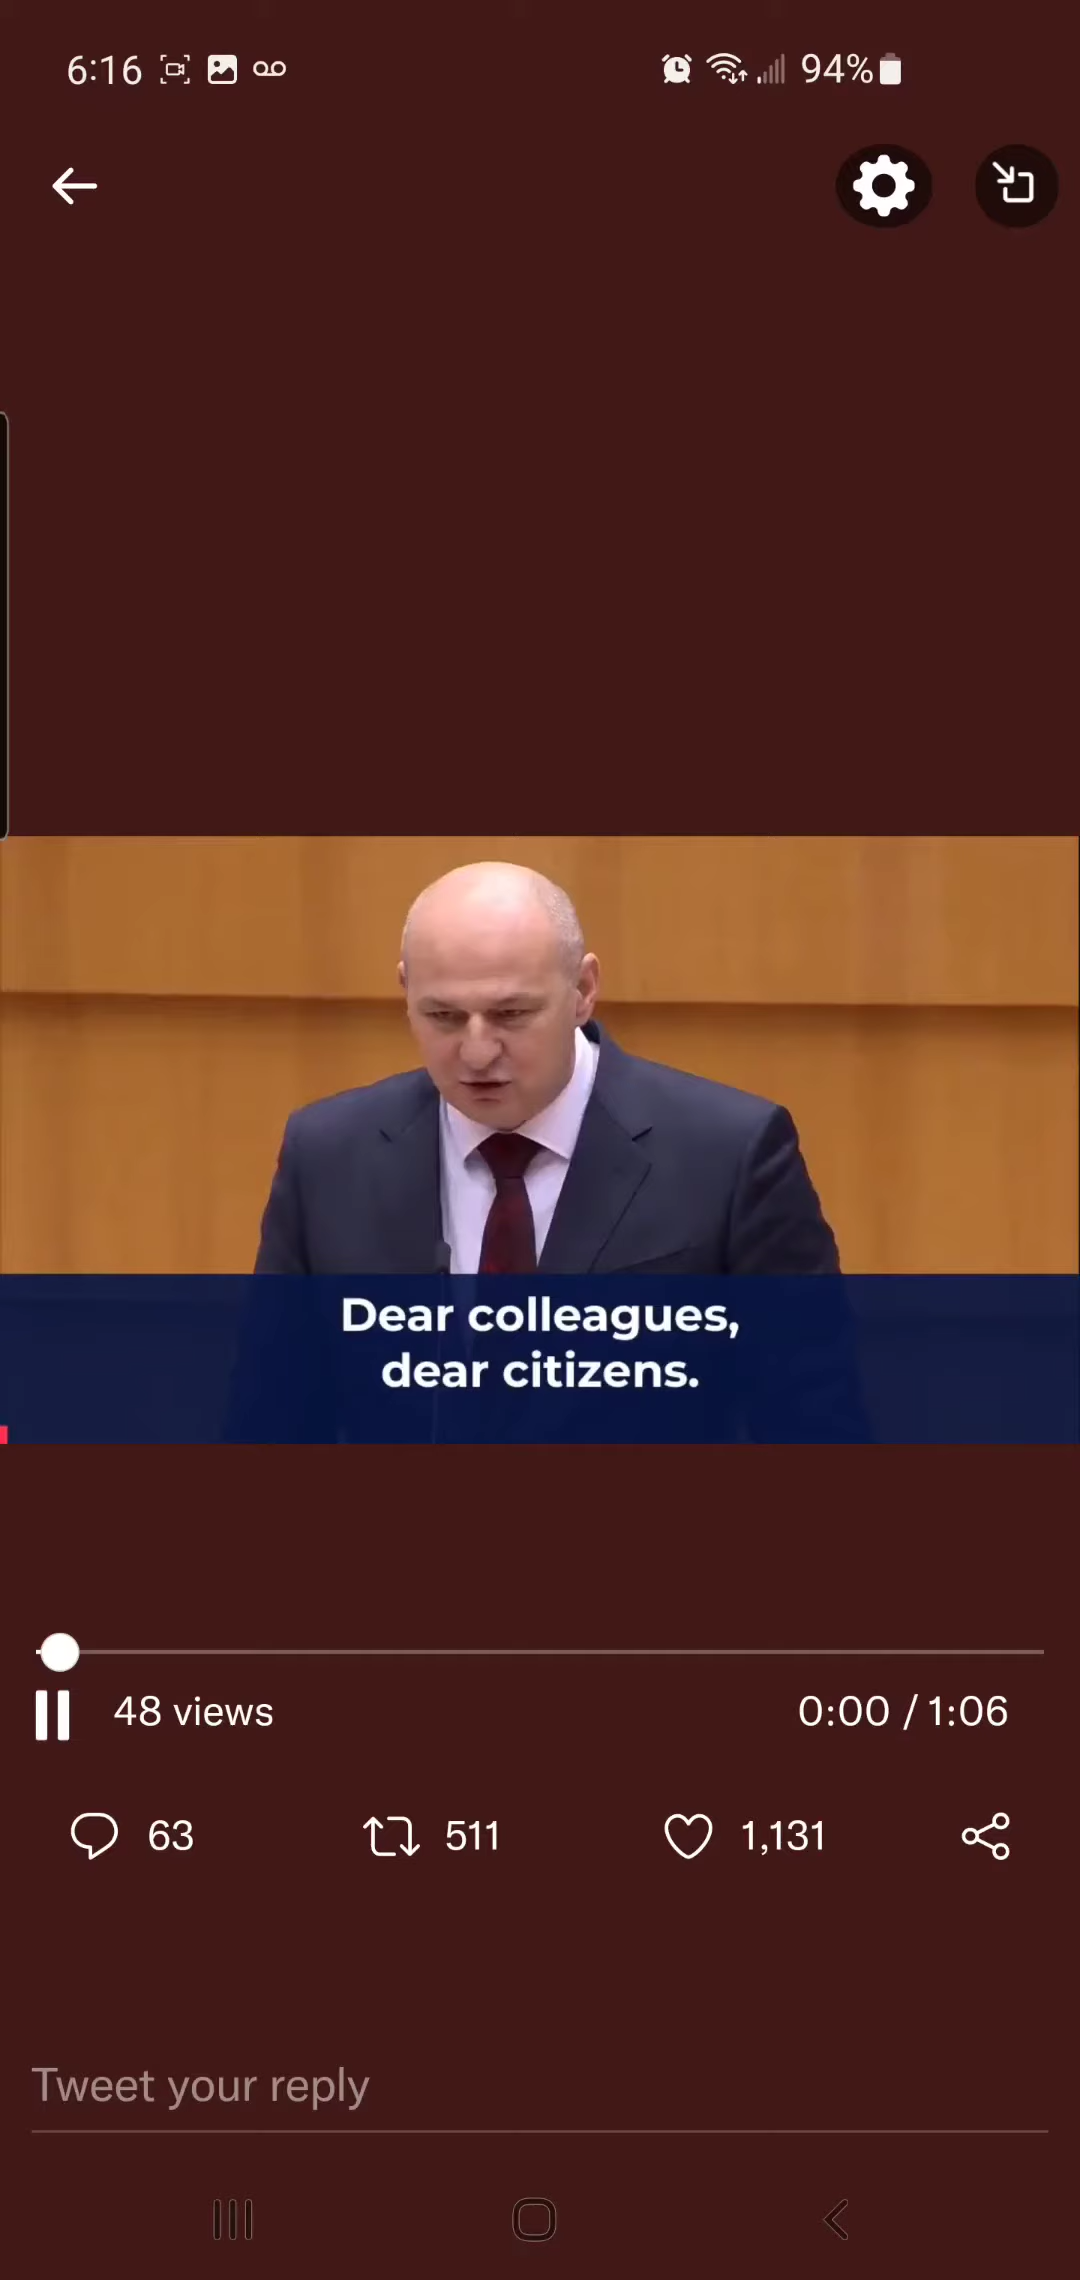 6:16 94%
Dear colleagues,
dear citizens.
48 views 0:00 / 1:06
63 511 1,131
Tweet your reply